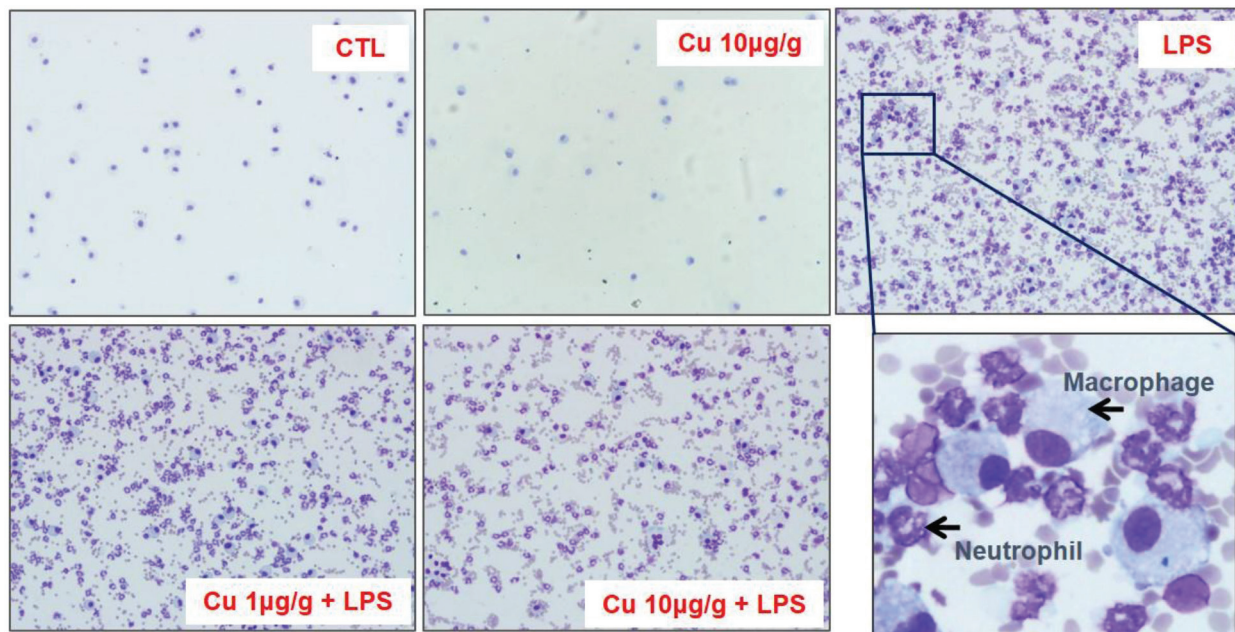 CTL
Cu 10µg/g
LPS
Cu 1µg/g + LPS
Cu 10µg/g + LPS
Macrophage
Neutrophil